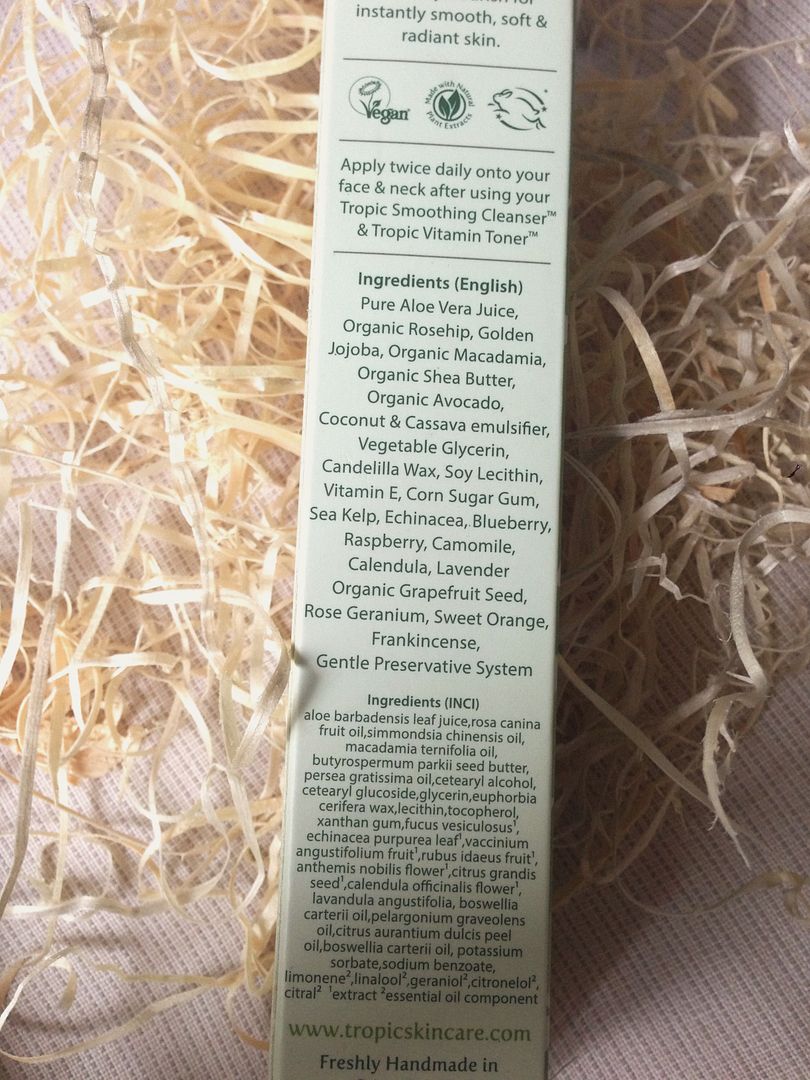 instantly smooth, soft &
radiant skin.
Vegan
Made with Natural
Plant Extracts
Apply twice daily onto your
face & neck after using your
Tropic Smoothing Cleanser™
& Tropic Vitamin Toner™
Ingredients (English)
Pure Aloe Vera Juice,
Organic Rosehip, Golden
Jojoba, Organic Macadamia,
Organic Shea Butter,
Organic Avocado,
Coconut & Cassava emulsifier,
Vegetable Glycerin,
Candelilla Wax, Soy Lecithin,
Vitamin E, Corn Sugar Gum,
Sea Kelp, Echinacea, Blueberry,
Raspberry, Camomile,
Calendula, Lavender
Organic Grapefruit Seed,
Rose Geranium, Sweet Orange,
Frankincense,
Gentle Preservative System
Ingredients (INCI)
aloe barbadensis leaf juice,rosa canina
fruit oil,simmondsia chinensis oil,
macadamia ternifolia oil,
butyrospermum parkii seed butter,
persea gratissima oil,cetearyl alcohol,
cetearyl glucoside,glycerin,euphorbia
cerifera wax,lecithin,tocopherol,
xanthan gum,fucus vesiculosus¹,
echinacea purpurea leaf¹,vaccinium
angustifolium fruit¹,rubus idaeus fruit¹,
anthemis nobilis flower¹,citrus grandis
seed¹,calendula officinalis flower¹,
lavandula angustifolia, boswellia
carterii oil,pelargonium graveolens
oil,citrus aurantium dulcis peel
oil,boswellia carterii oil, potassium
sorbate,sodium benzoate,
limonene²,linalool²,geraniol²,citronelol²,
citral² ¹extract ²essential oil component
www.tropicskincare.com
Freshly Handmade in